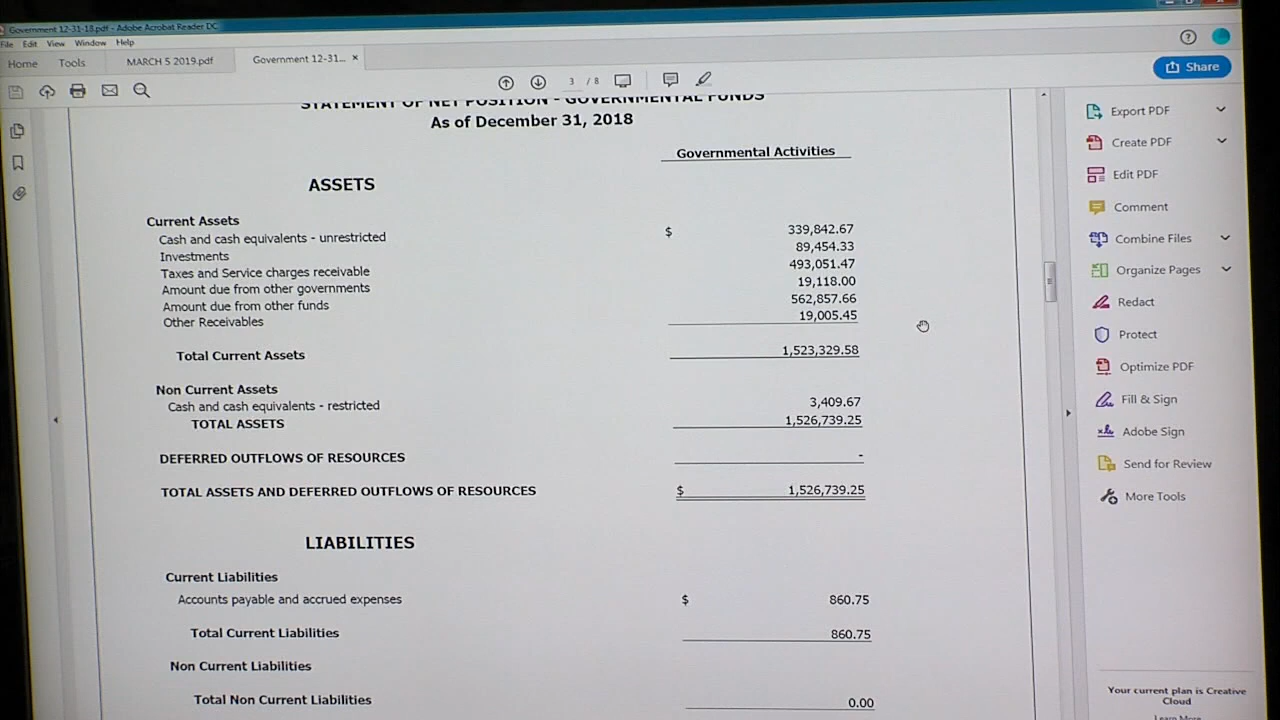 Government 12-31-18.pdf - Adobe Acrobat Reader DC
File Edit View Window Help
Home Tools MARCH 5 2019.pdf Government 12-31... ×
3 / 8 Share
STATEMENT OF NET POSITION - GOVERNMENTAL FUNDS
As of December 31, 2018
Governmental Activities
ASSETS
Current Assets
Cash and cash equivalents - unrestricted $ 339,842.67
Investments 89,454.33
Taxes and Service charges receivable 493,051.47
Amount due from other governments 19,118.00
Amount due from other funds 562,857.66
Other Receivables 19,005.45
Total Current Assets 1,523,329.58
Non Current Assets
Cash and cash equivalents - restricted 3,409.67
TOTAL ASSETS 1,526,739.25
DEFERRED OUTFLOWS OF RESOURCES -
TOTAL ASSETS AND DEFERRED OUTFLOWS OF RESOURCES $ 1,526,739.25
LIABILITIES
Current Liabilities
Accounts payable and accrued expenses $ 860.75
Total Current Liabilities 860.75
Non Current Liabilities
Total Non Current Liabilities 0.00
Export PDF
Create PDF
Edit PDF
Comment
Combine Files
Organize Pages
Redact
Protect
Optimize PDF
Fill & Sign
Adobe Sign
Send for Review
More Tools
Your current plan is Creative
Cloud
Learn More